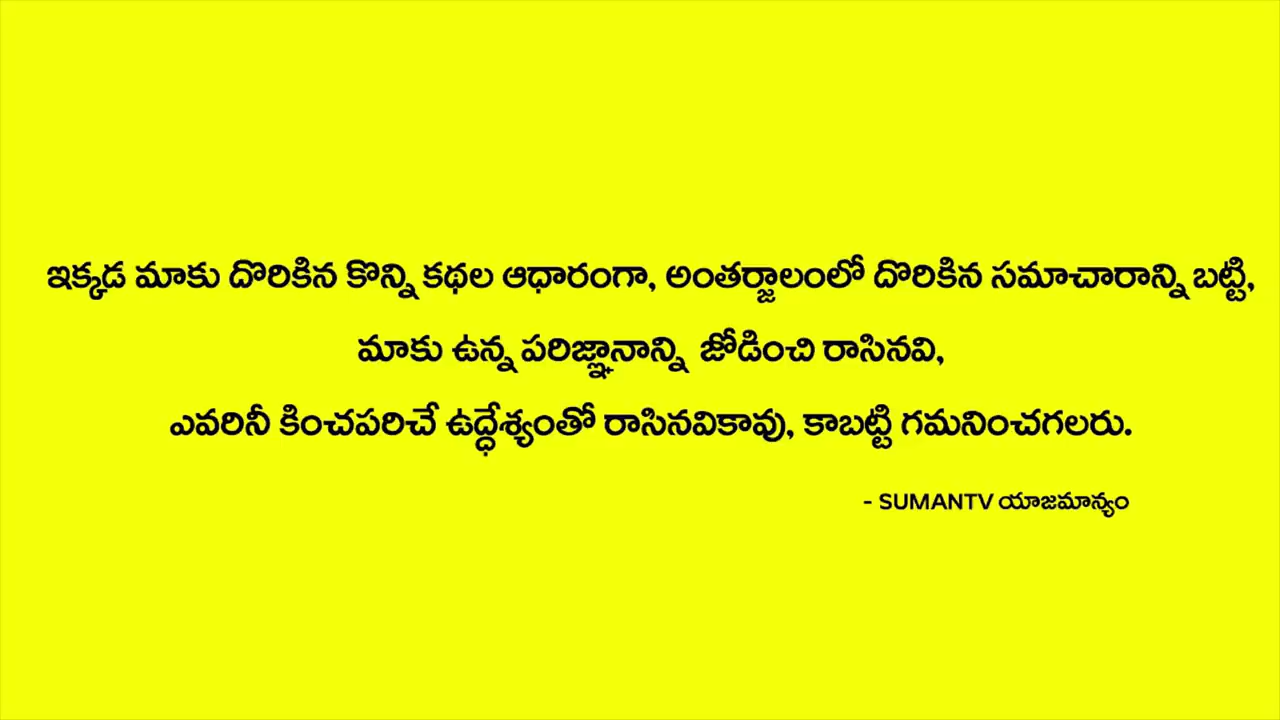 ఇక్కడ మాకు దొరికిన కొన్ని కథల ఆధారంగా, అంతర్జాలంలో దొరికిన సమాచారాన్ని బట్టి,
మాకు ఉన్న పరిజ్ఞానాన్ని జోడించి రాసినవి,
ఎవరినీ కించపరిచే ఉద్ధేశ్యంతో రాసినవికావు, కాబట్టి గమనించగలరు.
- SUMANTV యాజమాన్యం